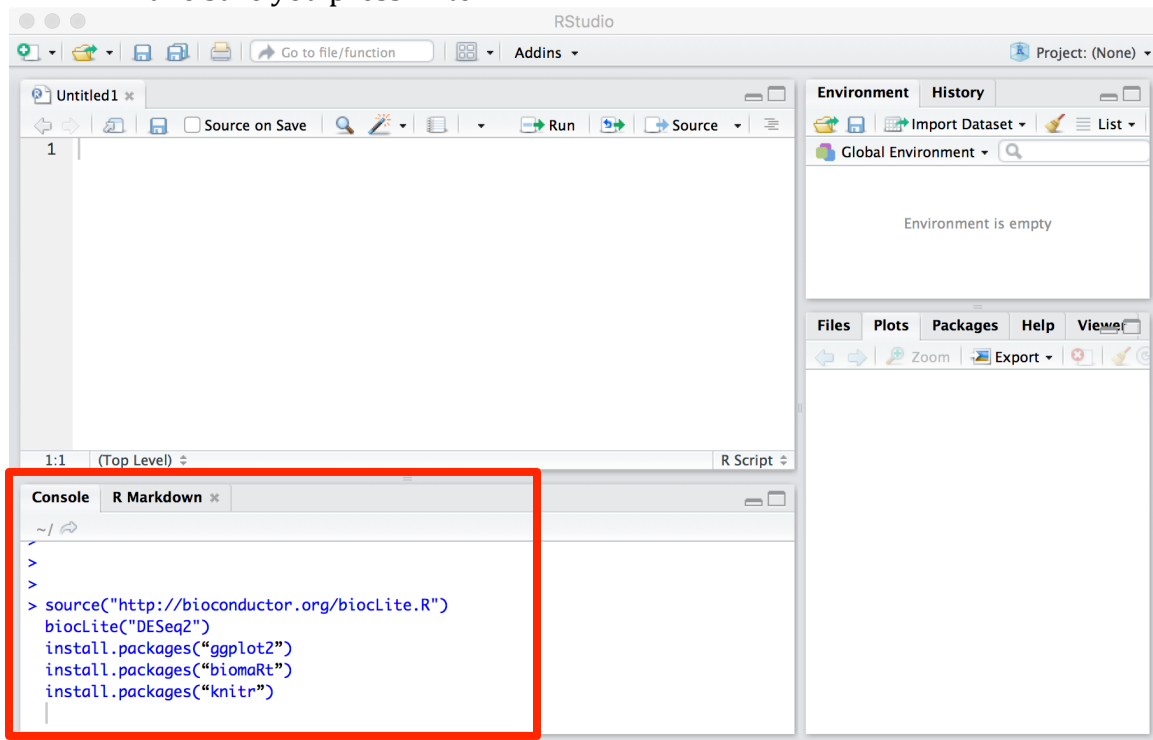 RStudio
Go to file/function
Addins
Project: (None)
Untitled1
Source on Save
Run
Source
1
1:1
(Top Level)
R Script
Console
R Markdown
~/
>
>
>
> source("http://bioconductor.org/biocLite.R")
biocLite("DESeq2")
install.packages(“ggplot2”)
install.packages(“biomaRt”)
install.packages(“knitr”)
Environment
History
Import Dataset
List
Global Environment
Environment is empty
Files
Plots
Packages
Help
Viewer
Zoom
Export